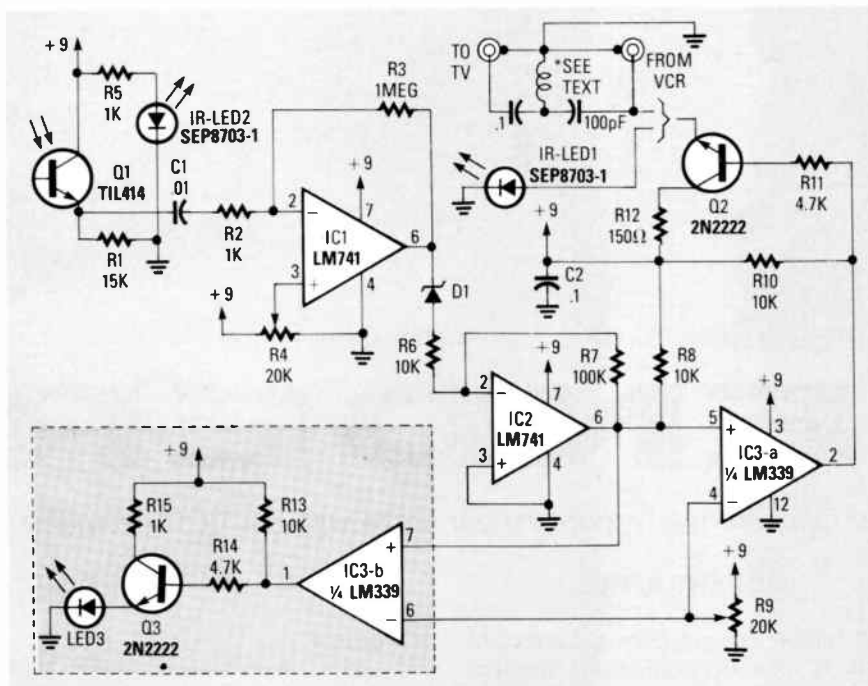 +9
R5
1K
IR-LED2
SEP8703-1
Q1
TIL414
R1
15K
C1
.01
R2
1K
R3
1MEG
+9
2
−
7
6
IC1
LM741
3
+
4
+9
R4
20K
D1
R6
10K
TO
TV
*SEE
TEXT
FROM
VCR
.1
100pF
IR-LED1
SEP8703-1
Q2
2N2222
R11
4.7K
R12
150Ω
+9
C2
.1
R10
10K
R7
100K
R8
10K
+9
2
−
7
6
IC2
LM741
3
+
4
+9
5
+
3
IC3-a
¼ LM339
2
4
−
12
+9
R9
20K
+9
R15
1K
R13
10K
R14
4.7K
Q3
2N2222
LED3
1
IC3-b
¼ LM339
+
7
−
6